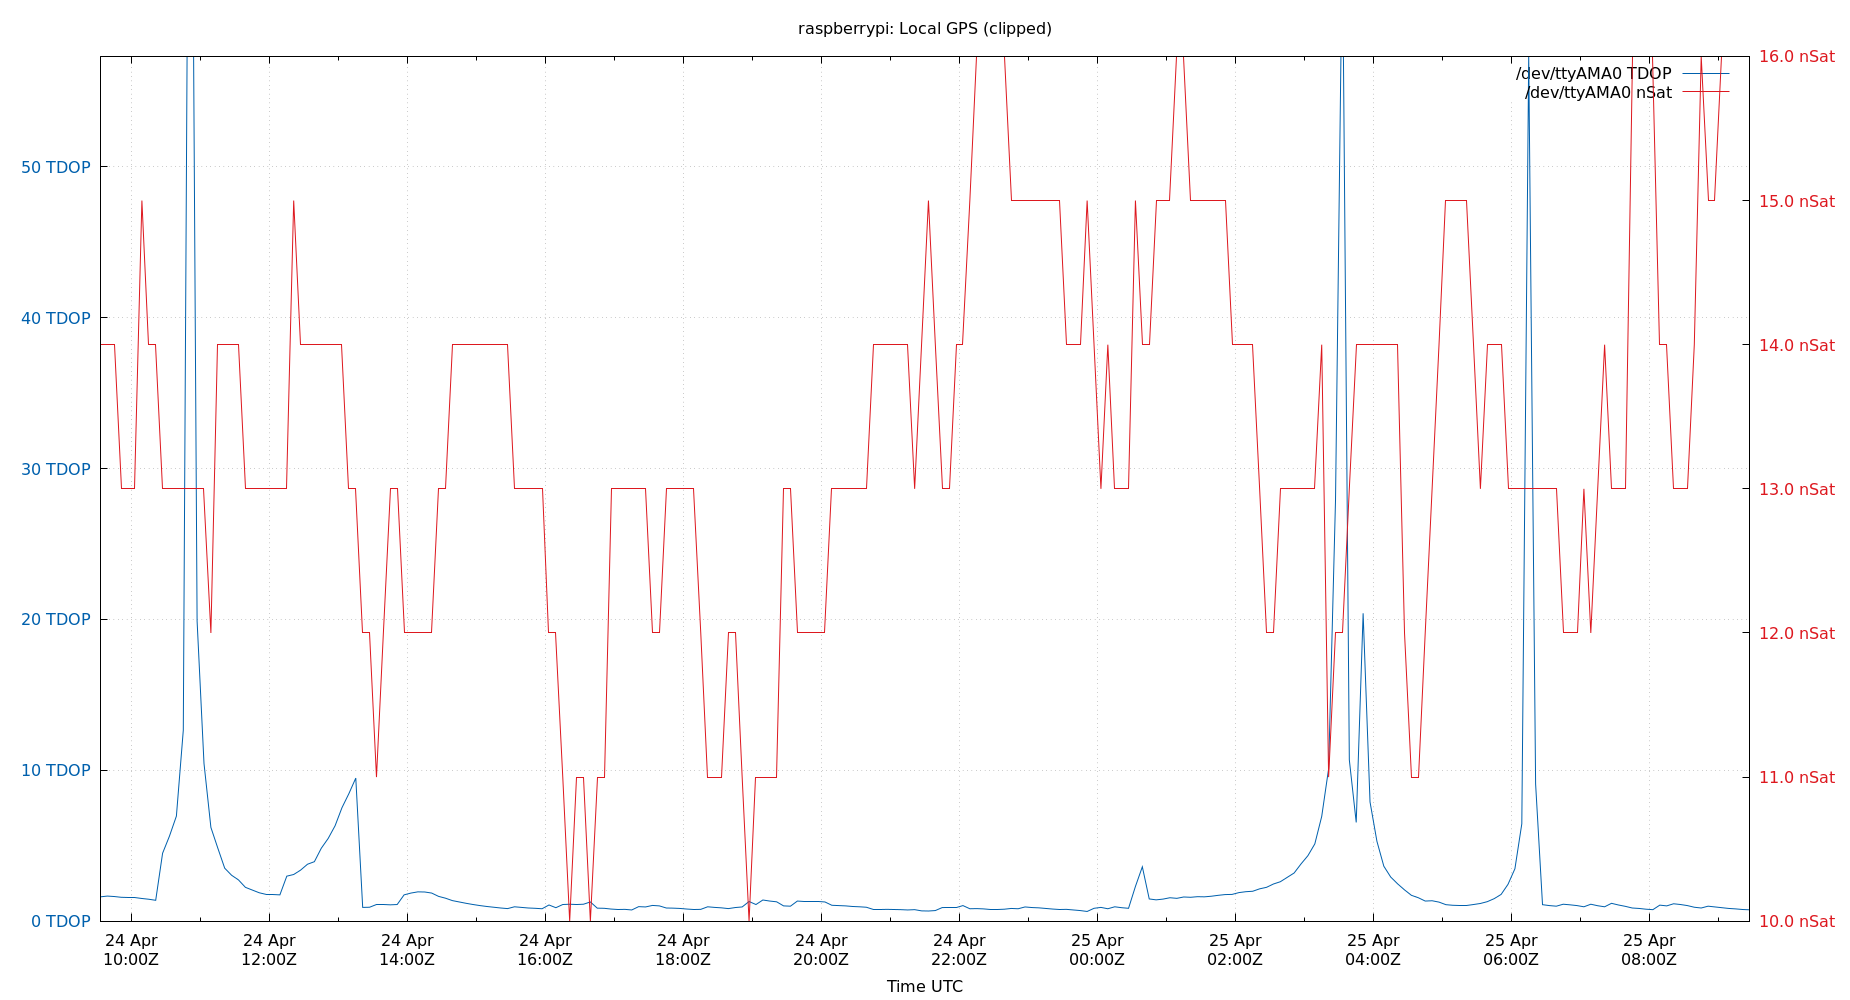 raspberrypi: Local GPS (clipped)
/dev/ttyAMA0 TDOP
/dev/ttyAMA0 nSat
50 TDOP
40 TDOP
30 TDOP
20 TDOP
10 TDOP
0 TDOP
16.0 nSat
15.0 nSat
14.0 nSat
13.0 nSat
12.0 nSat
11.0 nSat
10.0 nSat
24 Apr 24 Apr 24 Apr 24 Apr 24 Apr 24 Apr 24 Apr 25 Apr 25 Apr 25 Apr 25 Apr 25 Apr
10:00Z 12:00Z 14:00Z 16:00Z 18:00Z 20:00Z 22:00Z 00:00Z 02:00Z 04:00Z 06:00Z 08:00Z
Time UTC